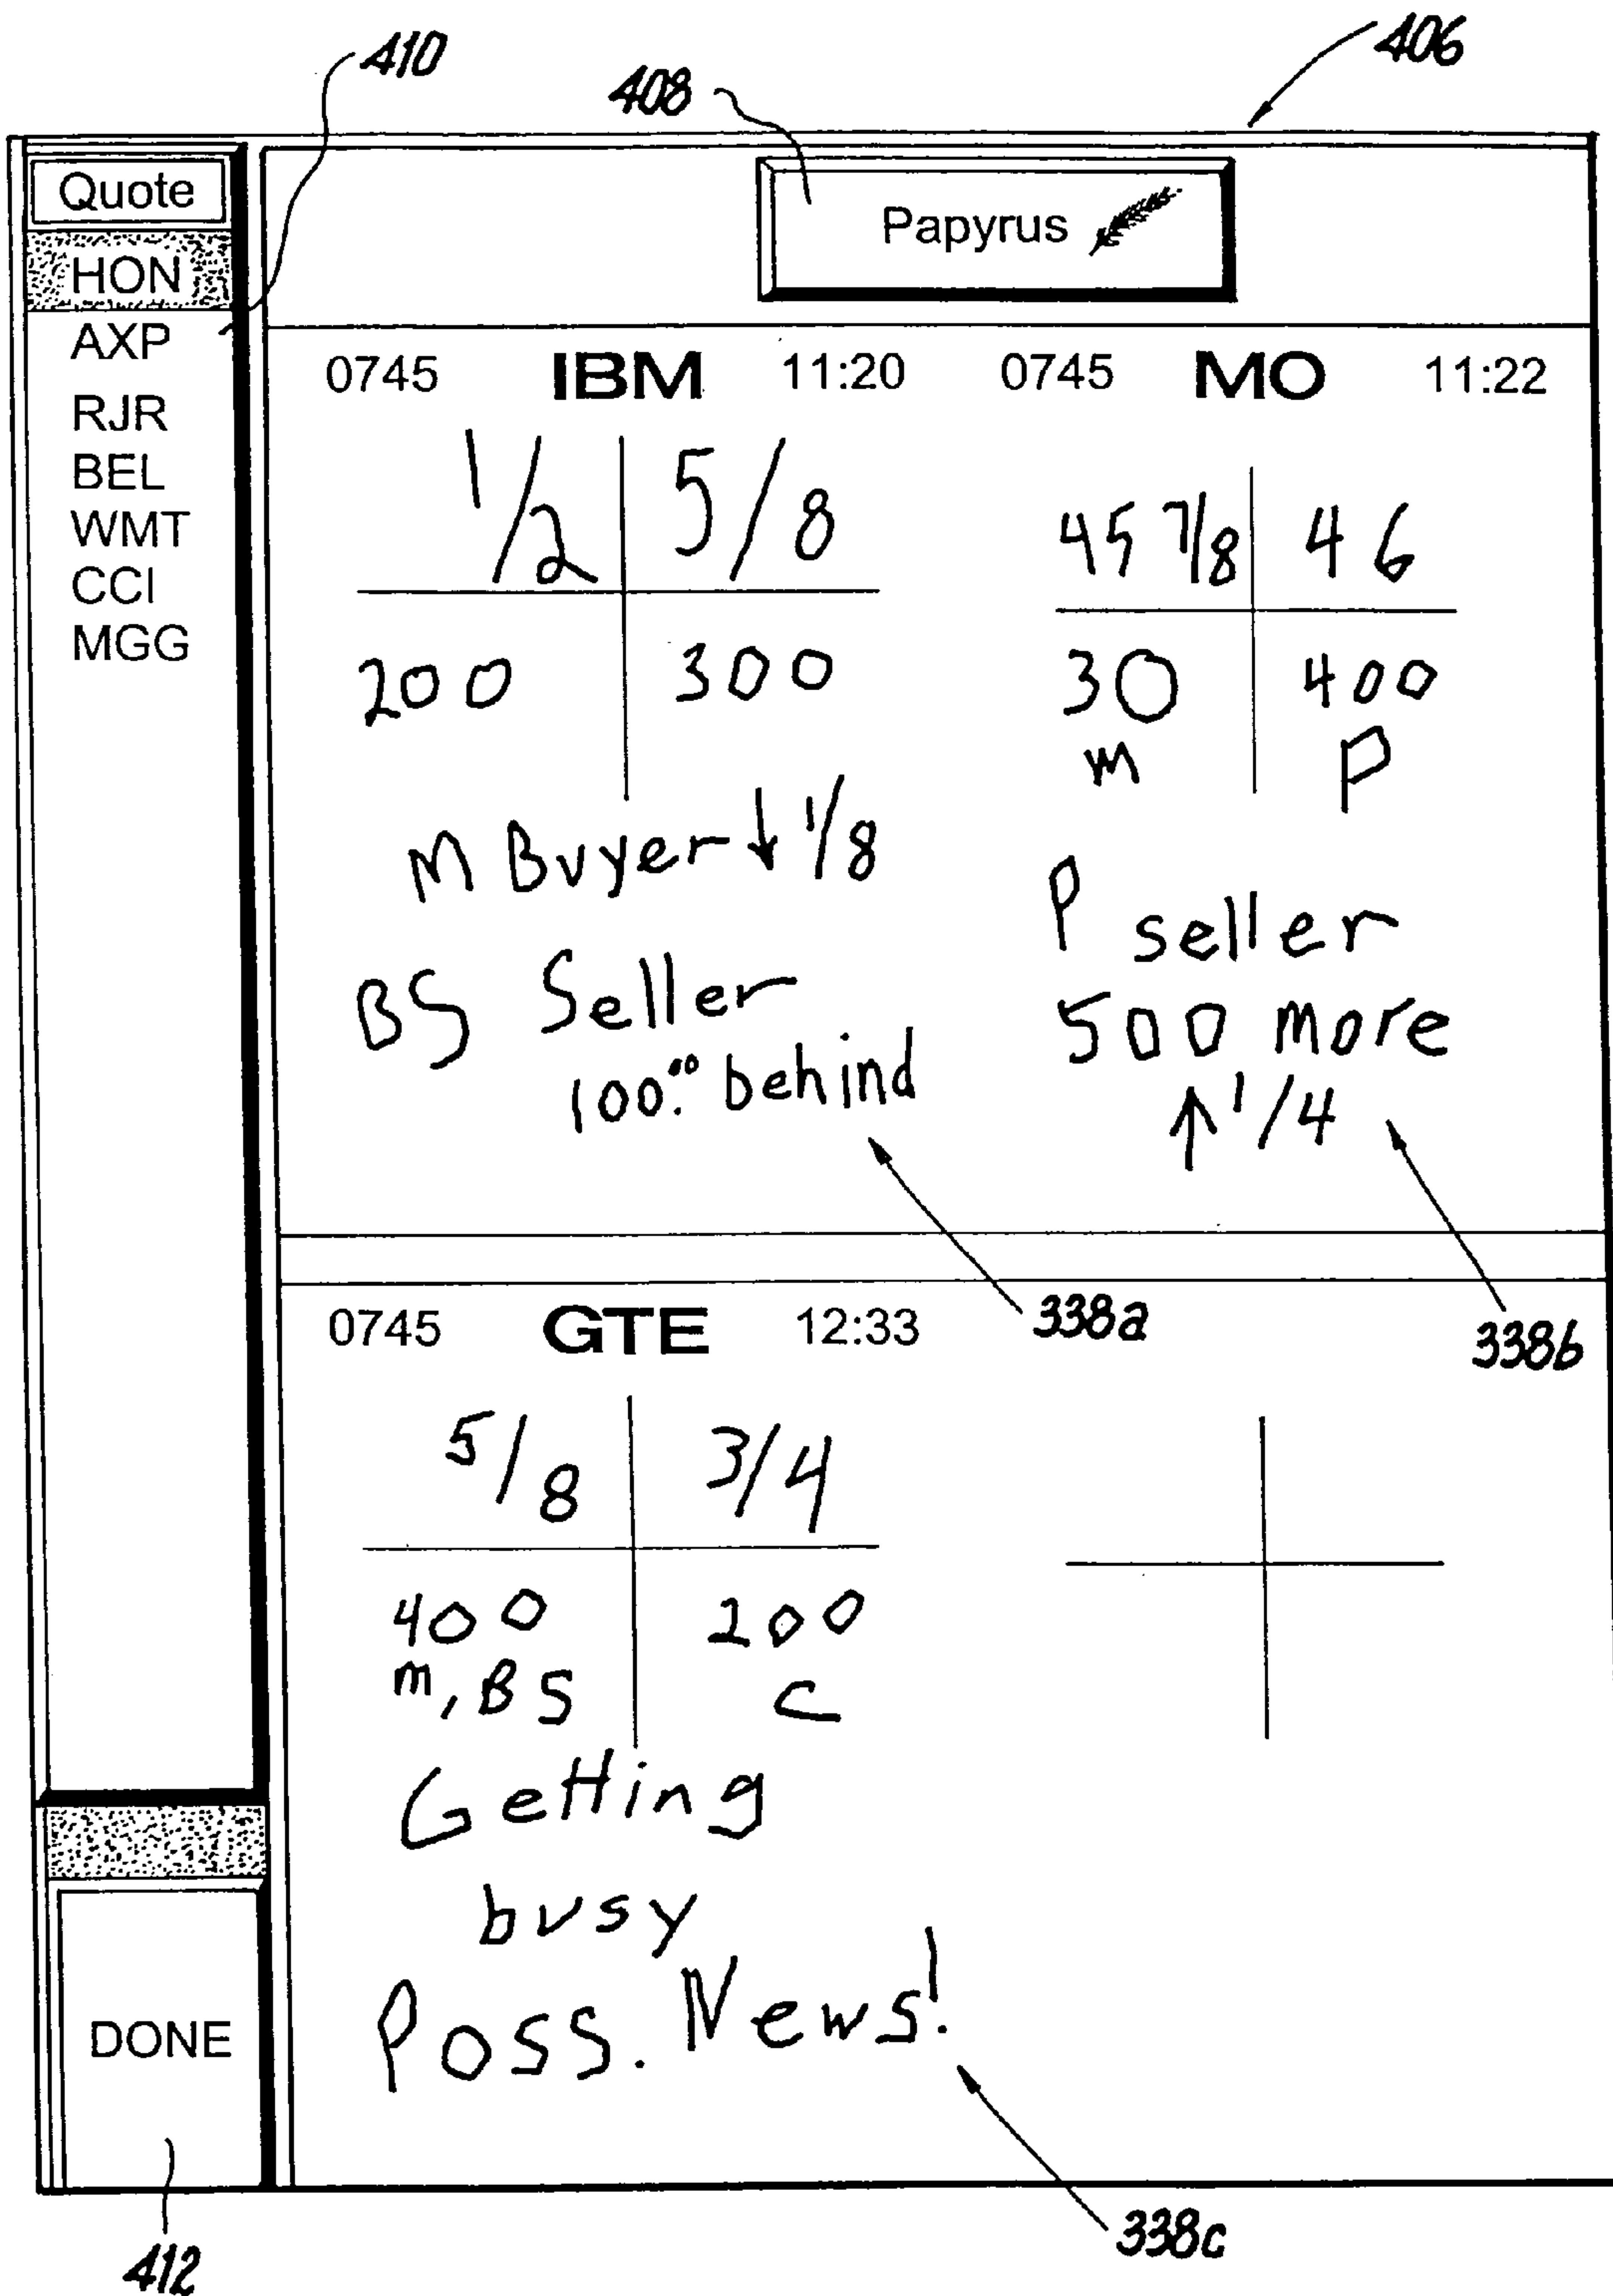 410
408
406
Quote
Papyrus
HON
AXP
RJR
BEL
WMT
CCI
MGG
0745 IBM 11:20
1/2 5/8
200 300
M Buyer ↓ 1/8
BS Seller
100.00 behind
338a
0745 MO 11:22
45 7/8 46
30 400
m P
P seller
500 more
↑ 1/4
338b
0745 GTE 12:33
5/8 3/4
400 200
m, BS C
Getting
busy
Poss. News!
338c
DONE
412